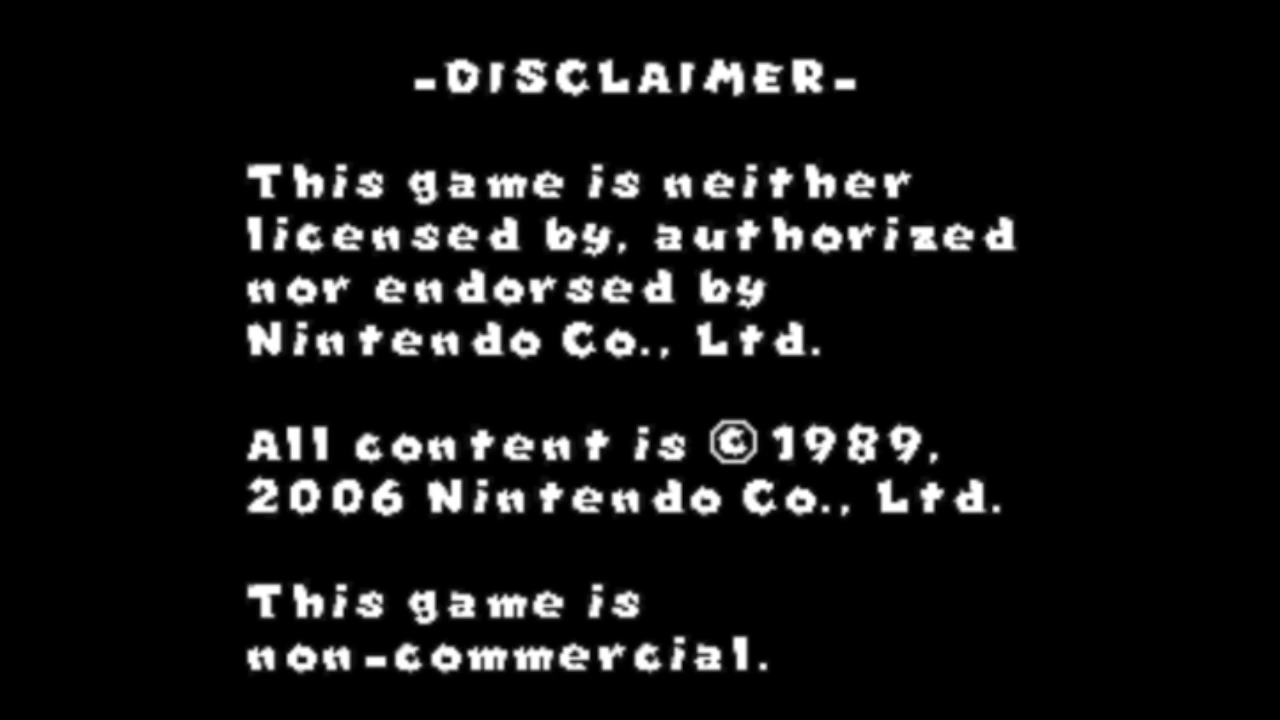 -DISCLAIMER-
This game is neither
licensed by, authorized
nor endorsed by
Nintendo Co., Ltd.
All content is ©1989,
2006 Nintendo Co., Ltd.
This game is
non-commercial.